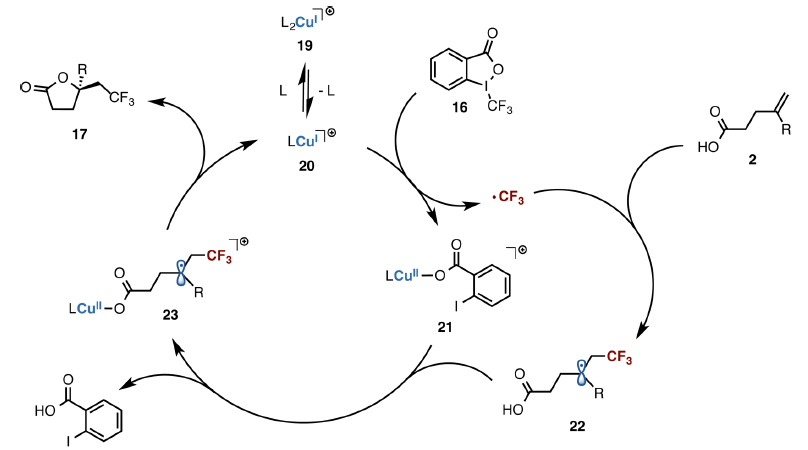 L₂Cuᴵ ⊕
19
L
- L
LCuᴵ ⊕
20
O
O
I
CF₃
16
O
O
R
CF₃
17
O
HO
R
2
·CF₃
⊕
O
LCuᴵᴵ
O
I
21
⊕
CF₃
O
R
LCuᴵᴵ
O
23
CF₃
O
R
HO
22
O
HO
I